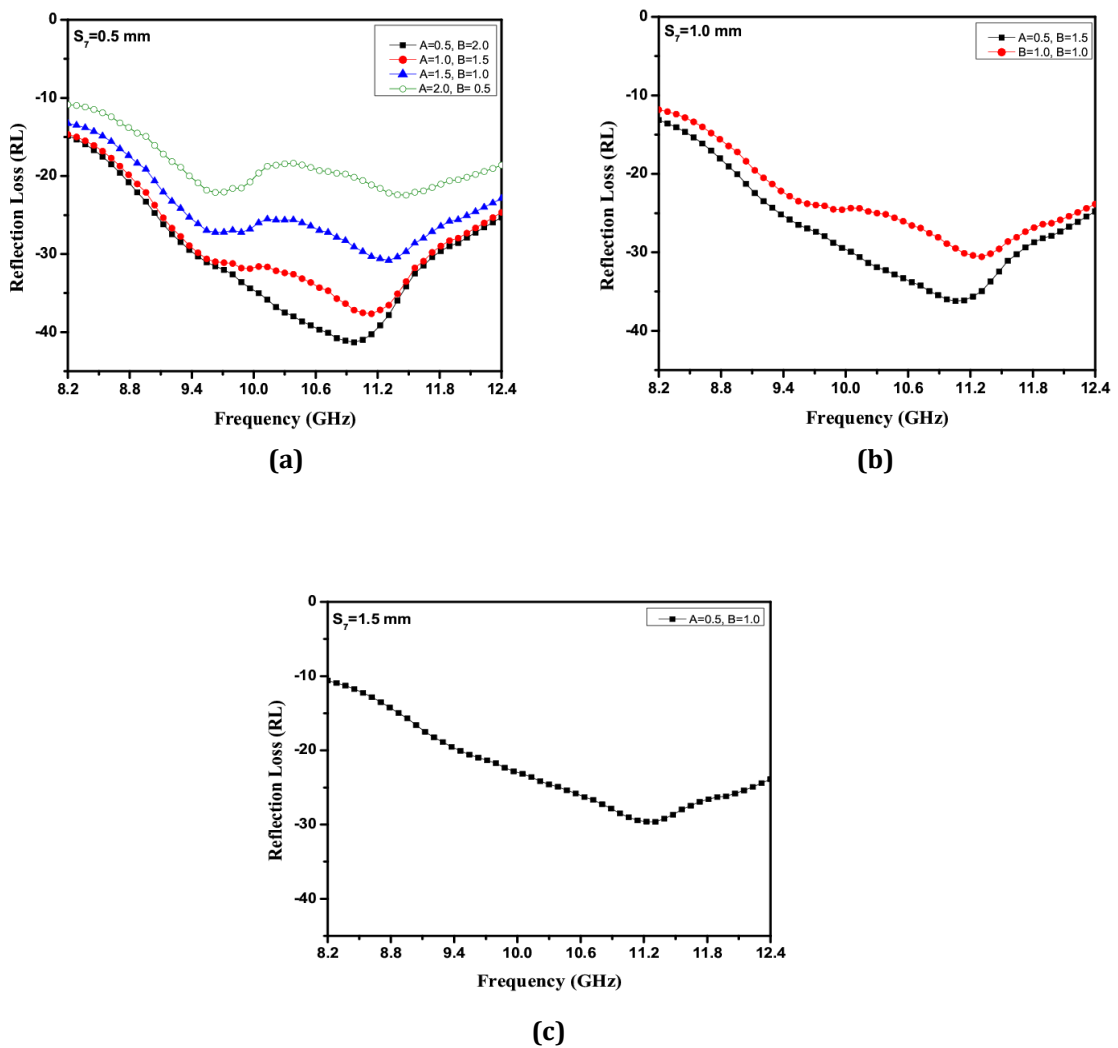 S7=0.5 mm
A=0.5, B=2.0
A=1.0, B=1.5
A=1.5, B=1.0
A=2.0, B= 0.5
0
-10
-20
-30
-40
Reflection Loss (RL)
8.2 8.8 9.4 10.0 10.6 11.2 11.8 12.4
Frequency (GHz)
(a)
S7=1.0 mm
A=0.5, B=1.5
B=1.0, B=1.0
0
-10
-20
-30
-40
Reflection Loss (RL)
8.2 8.8 9.4 10.0 10.6 11.2 11.8 12.4
Frequency (GHz)
(b)
S7=1.5 mm
A=0.5, B=1.0
0
-10
-20
-30
-40
Reflection Loss (RL)
8.2 8.8 9.4 10.0 10.6 11.2 11.8 12.4
Frequency (GHz)
(c)